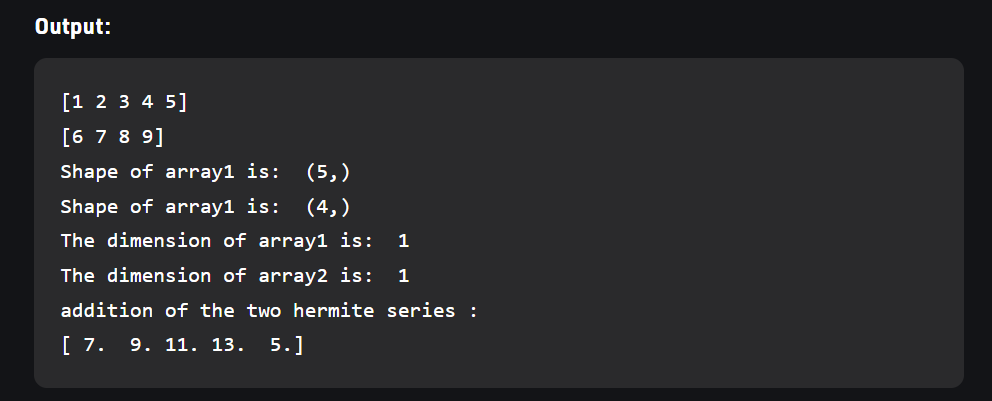 Output:
[1 2 3 4 5]
[6 7 8 9]
Shape of array1 is:  (5,)
Shape of array1 is:  (4,)
The dimension of array1 is:  1
The dimension of array2 is:  1
addition of the two hermite series :
[ 7.  9. 11. 13.  5.]